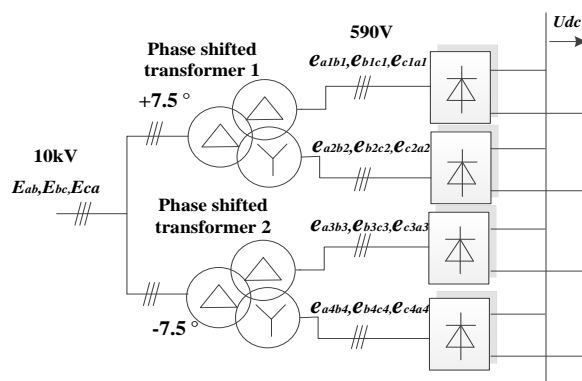 590V
Udc
Phase shifted
transformer 1
ea1b1,eb1c1,ec1a1
+7.5 °
ea2b2,eb2c2,ec2a2
10kV
Eab,Ebc,Eca
Phase shifted
transformer 2
ea3b3,eb3c3,ec3a3
-7.5 °
ea4b4,eb4c4,ec4a4